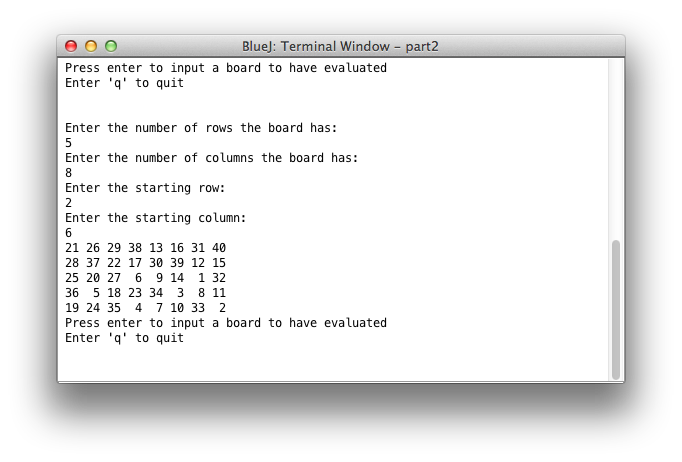 BlueJ: Terminal Window – part2
Press enter to input a board to have evaluated
Enter 'q' to quit
Enter the number of rows the board has:
5
Enter the number of columns the board has:
8
Enter the starting row:
2
Enter the starting column:
6
21 26 29 38 13 16 31 40
28 37 22 17 30 39 12 15
25 20 27  6  9 14  1 32
36  5 18 23 34  3  8 11
19 24 35  4  7 10 33  2
Press enter to input a board to have evaluated
Enter 'q' to quit